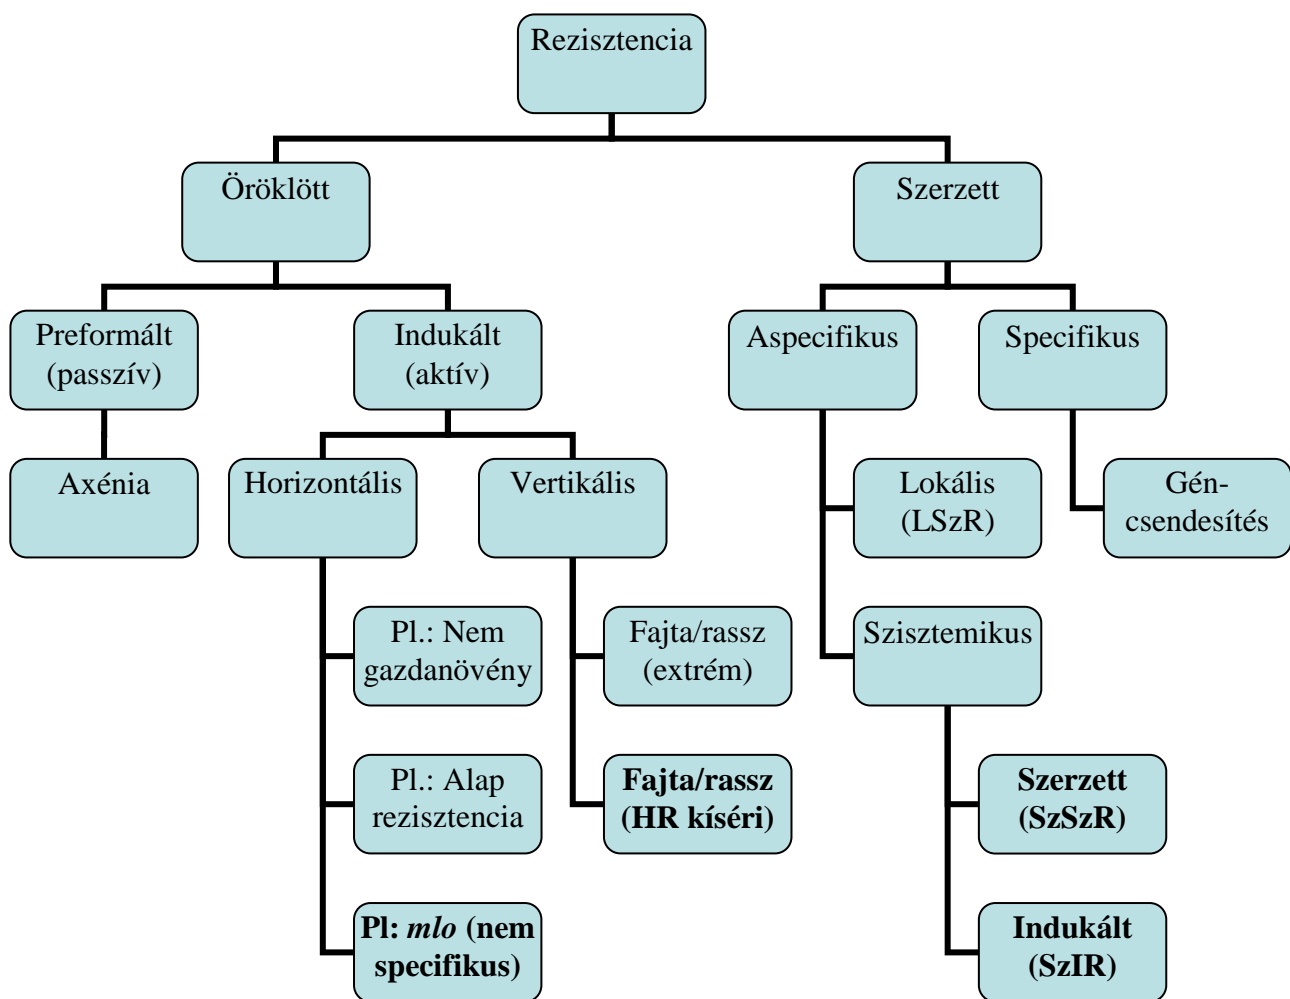 Rezisztencia
Öröklött
Szerzett
Preformált
(passzív)
Indukált
(aktív)
Aspecifikus
Specifikus
Axénia
Horizontális
Vertikális
Lokális
(LSzR)
Gén-
csendesítés
Pl.: Nem
gazdanövény
Fajta/rassz
(extrém)
Szisztemikus
Pl.: Alap
rezisztencia
Fajta/rassz
(HR kíséri)
Szerzett
(SzSzR)
Pl: mlo (nem
specifikus)
Indukált
(SzIR)